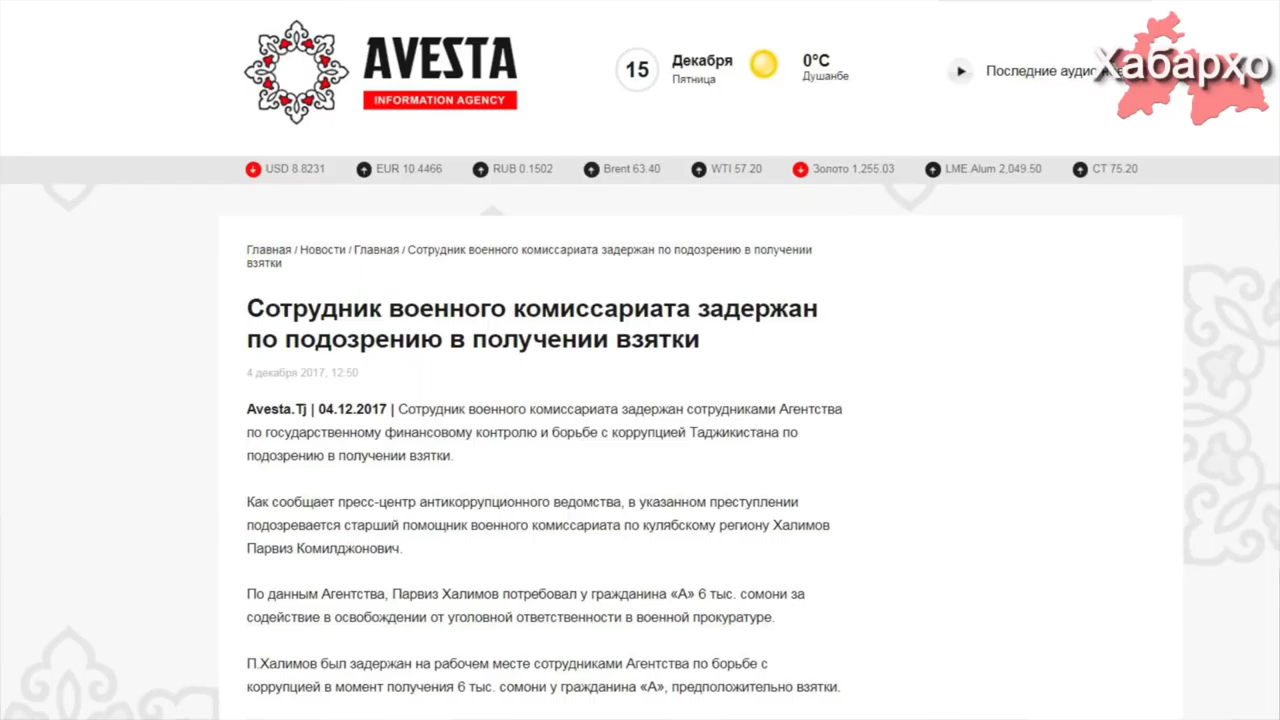 AVESTA
INFORMATION AGENCY
15
Декабря
Пятница
0°C
Душанбе
Последние аудио
Хабарҳо
USD 8.8231
EUR 10.4466
RUB 0.1502
Brent 63.40
WTI 57.20
Золото 1,255.03
LME.Alum 2,049.50
CT 75.20
Главная / Новости / Главная / Сотрудник военного комиссариата задержан по подозрению в получении
взятки
Сотрудник военного комиссариата задержан
по подозрению в получении взятки
4 декабря 2017, 12:50
Avesta.Tj | 04.12.2017 | Сотрудник военного комиссариата задержан сотрудниками Агентства
по государственному финансовому контролю и борьбе с коррупцией Таджикистана по
подозрению в получении взятки.
Как сообщает пресс-центр антикоррупционного ведомства, в указанном преступлении
подозревается старший помощник военного комиссариата по кулябскому региону Халимов
Парвиз Комилджонович.
По данным Агентства, Парвиз Халимов потребовал у гражданина «А» 6 тыс. сомони за
содействие в освобождении от уголовной ответственности в военной прокуратуре.
П.Халимов был задержан на рабочем месте сотрудниками Агентства по борьбе с
коррупцией в момент получения 6 тыс. сомони у гражданина «А», предположительно взятки.